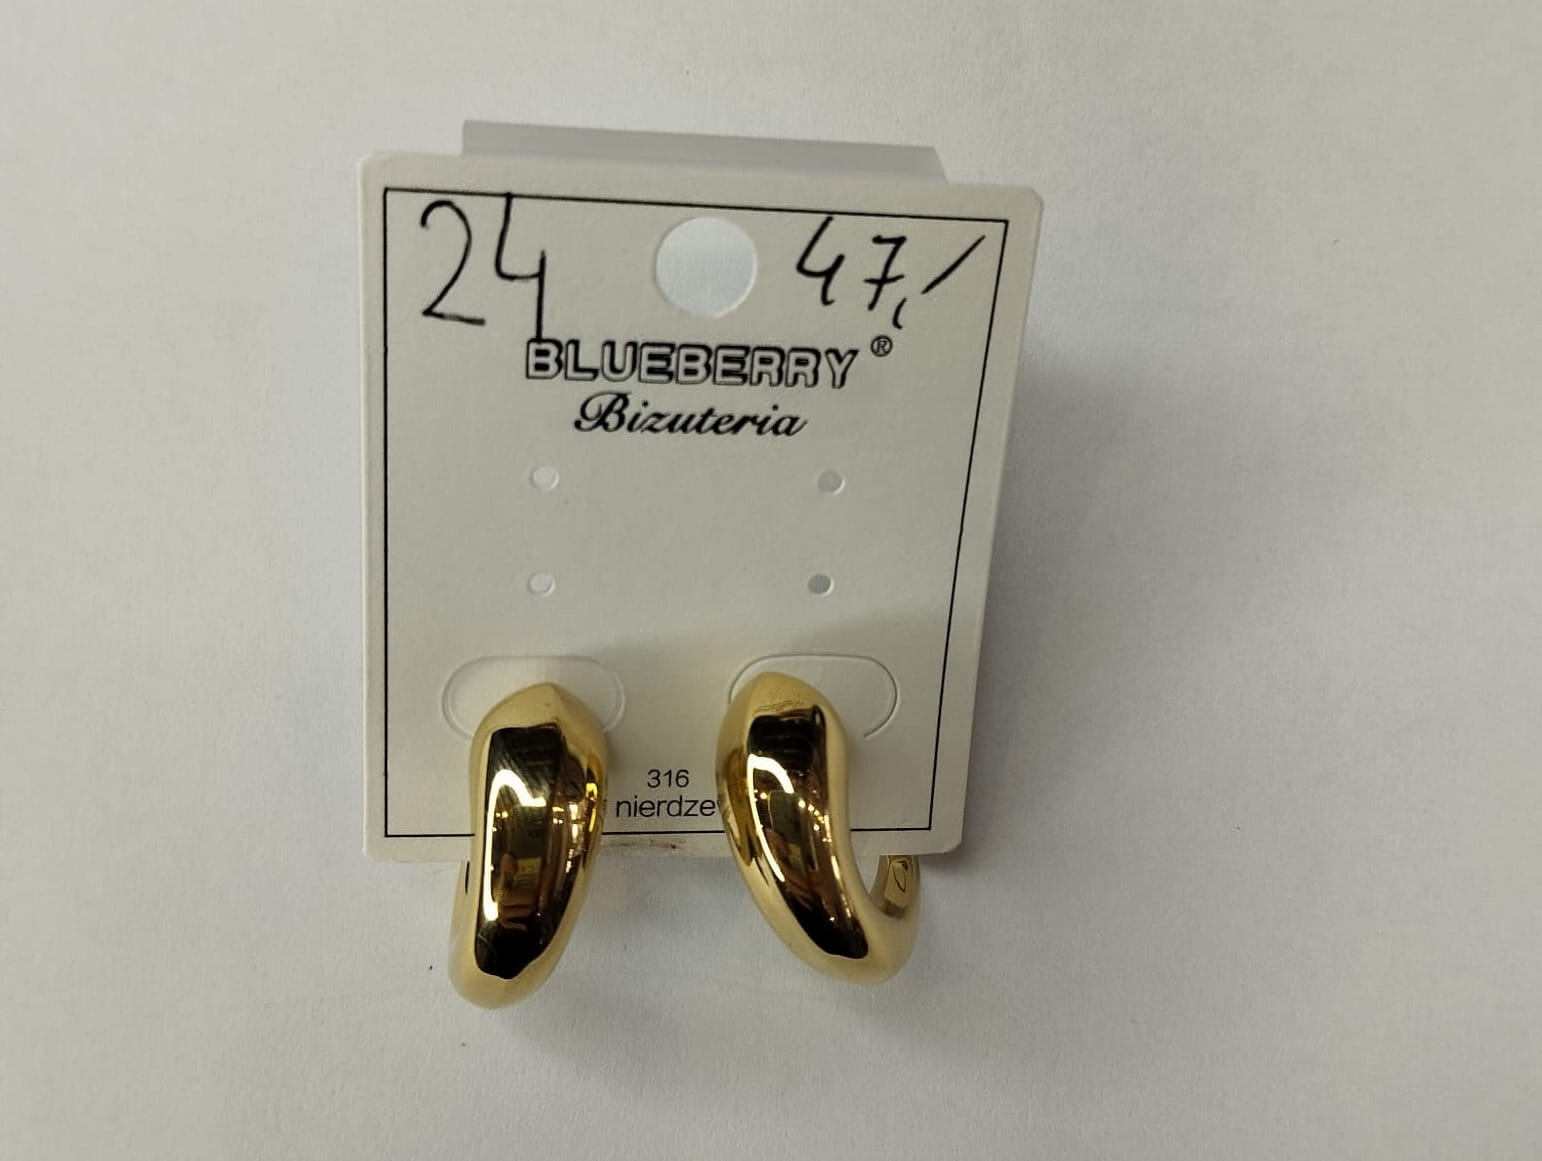 24 47,/
BLUEBERRY ®
Bizuteria
316
nierdze